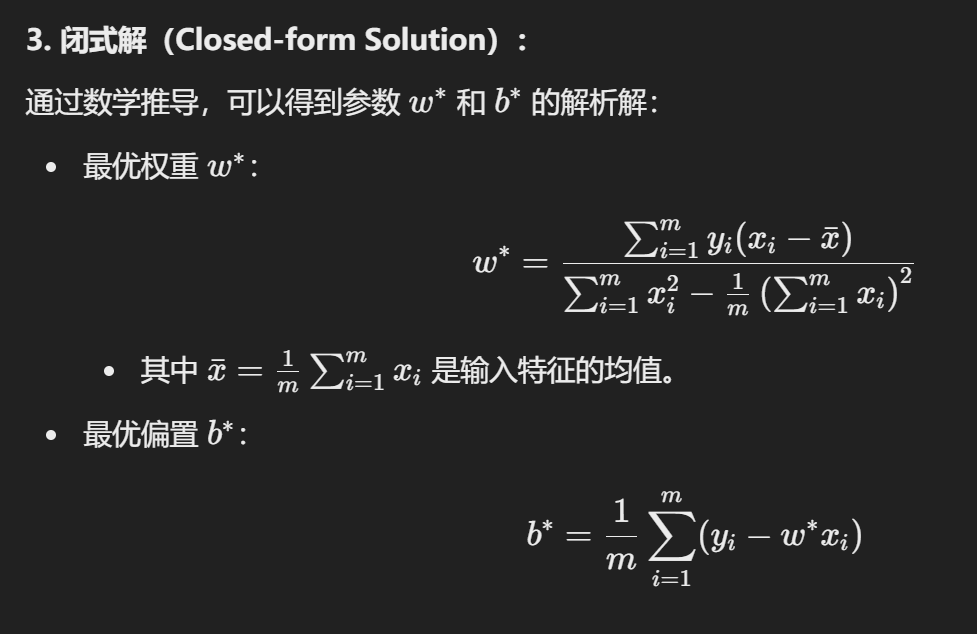 3. 闭式解（Closed-form Solution）：
通过数学推导，可以得到参数 w* 和 b* 的解析解：
• 最优权重 w*：
w* = \frac{\sum_{i=1}^{m} y_i(x_i - \bar{x})}{\sum_{i=1}^{m} x_i^2 - \frac{1}{m} \left( \sum_{i=1}^{m} x_i \right)^2}
• 其中 \bar{x} = \frac{1}{m} \sum_{i=1}^{m} x_i 是输入特征的均值。
• 最优偏置 b*：
b* = \frac{1}{m} \sum_{i=1}^{m} (y_i - w* x_i)